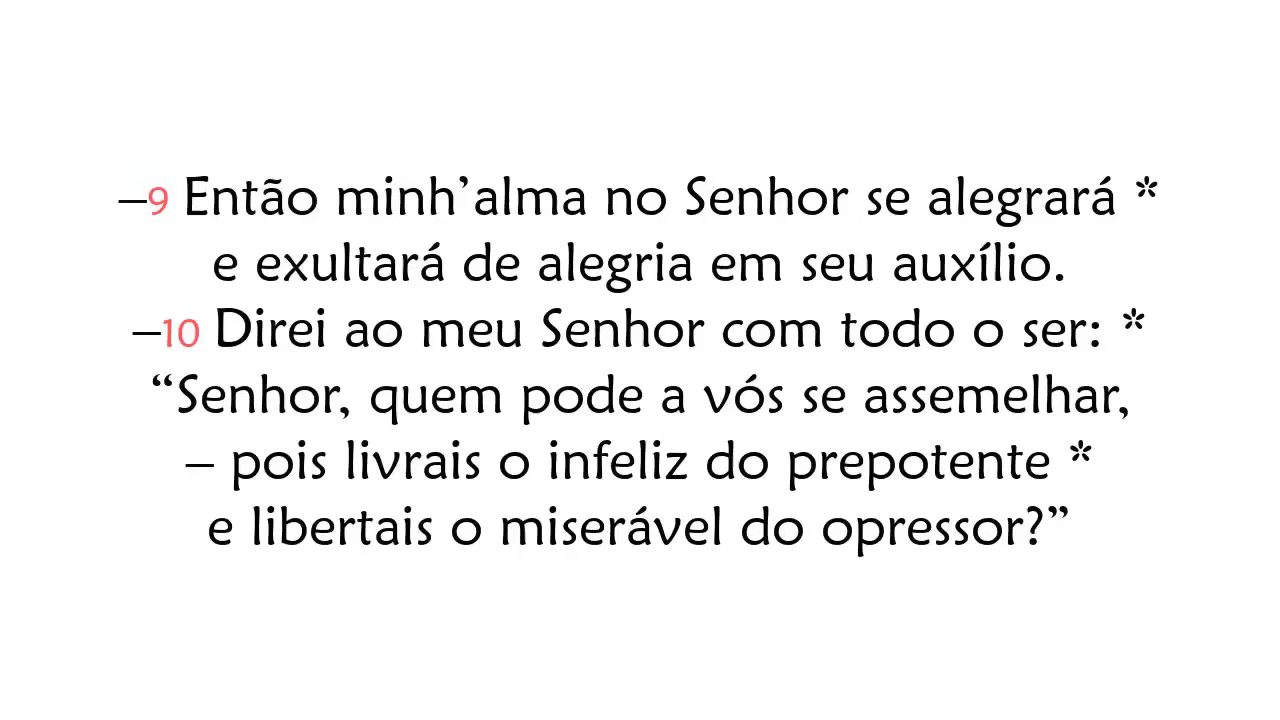 –9 Então minh’alma no Senhor se alegrará *
e exultará de alegria em seu auxílio.
–10 Direi ao meu Senhor com todo o ser: *
“Senhor, quem pode a vós se assemelhar,
– pois livrais o infeliz do prepotente *
e libertais o miserável do opressor?”